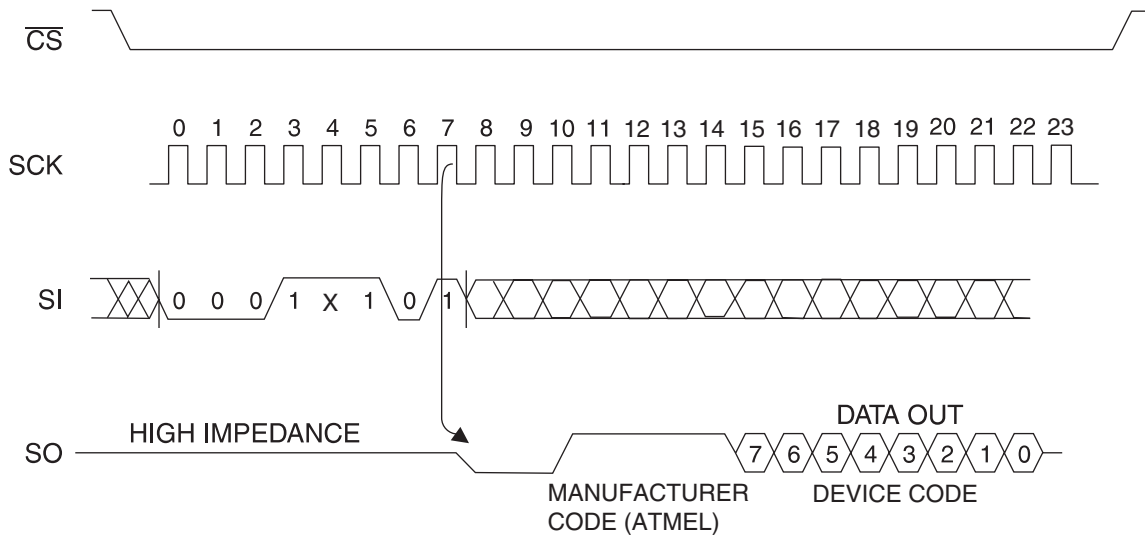 CS
0 1 2 3 4 5 6 7 8 9 10 11 12 13 14 15 16 17 18 19 20 21 22 23
SCK
SI
0 0 0 1 X 1 0 1
DATA OUT
HIGH IMPEDANCE
SO
7 6 5 4 3 2 1 0
MANUFACTURER
CODE (ATMEL)
DEVICE CODE